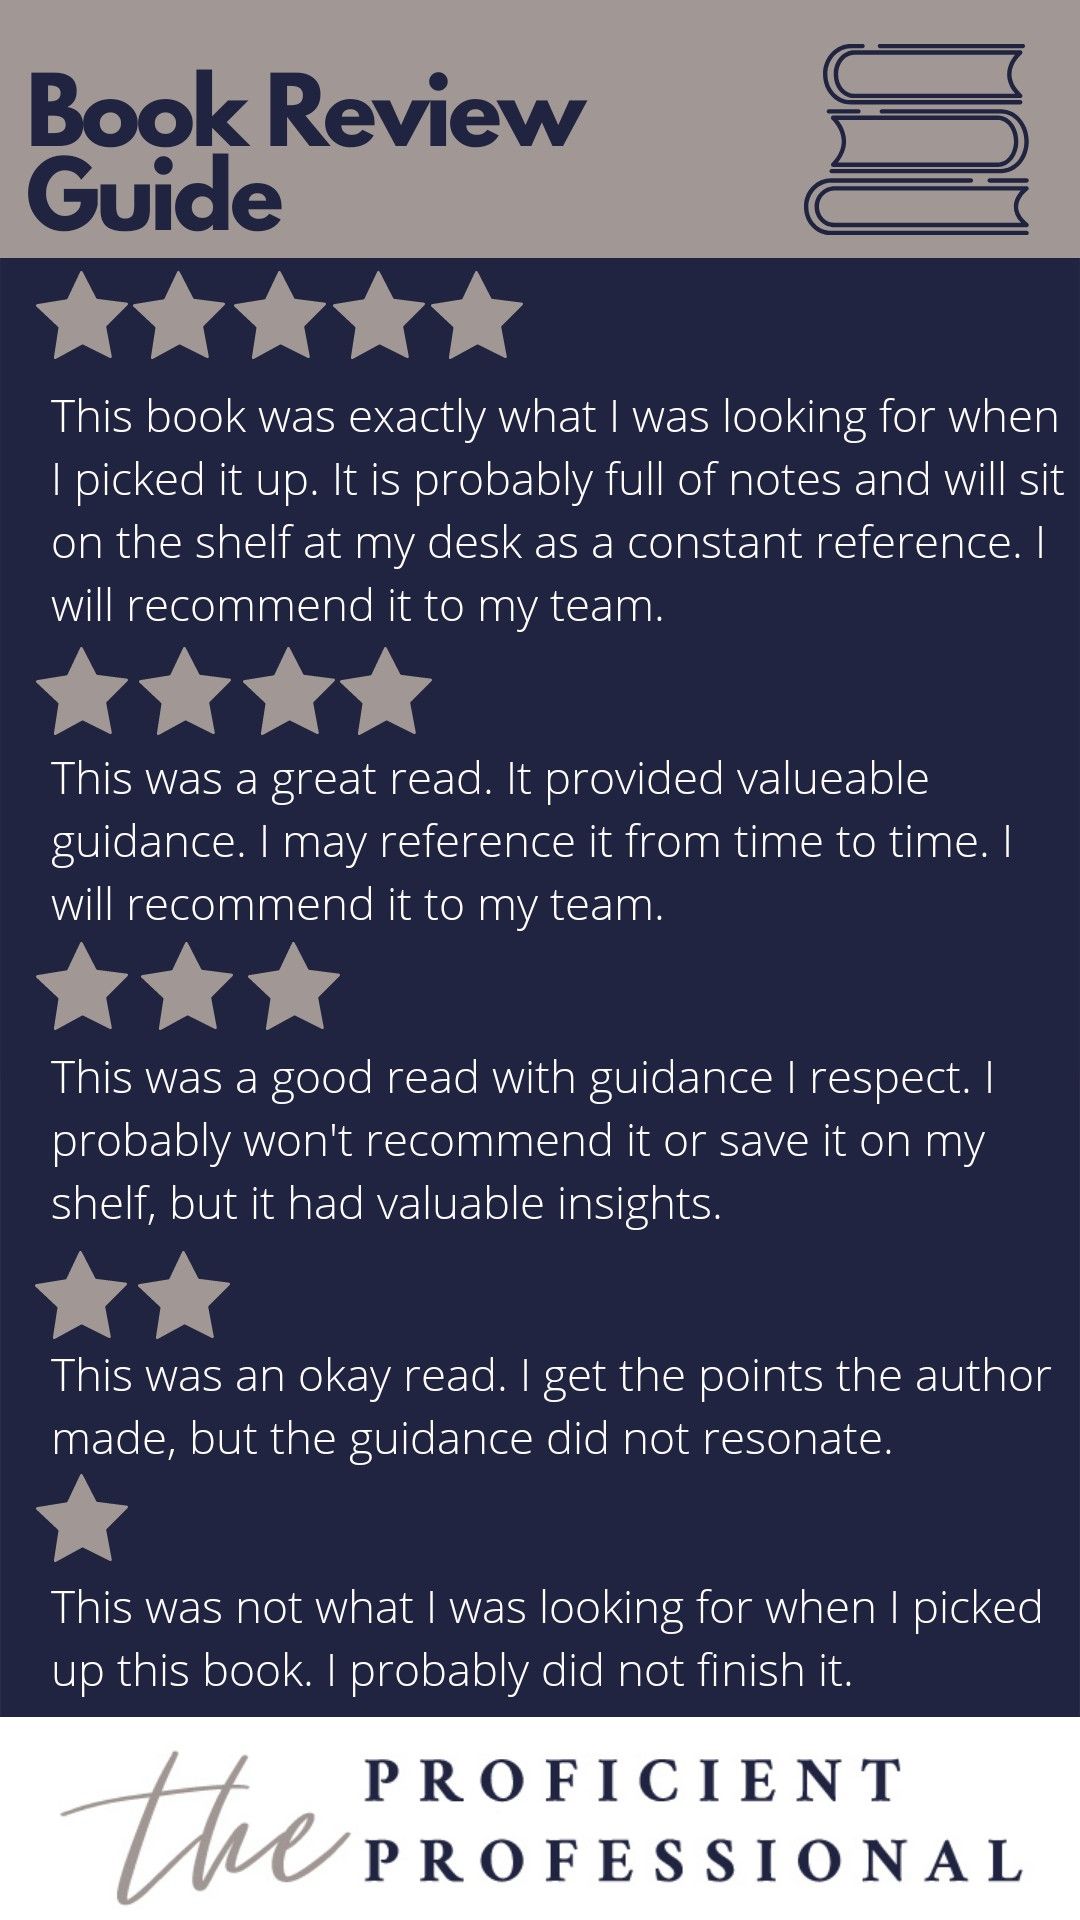 Book Review
Guide
This book was exactly what I was looking for when
I picked it up. It is probably full of notes and will sit
on the shelf at my desk as a constant reference. I
will recommend it to my team.
This was a great read. It provided valueable
guidance. I may reference it from time to time. I
will recommend it to my team.
This was a good read with guidance I respect. I
probably won't recommend it or save it on my
shelf, but it had valuable insights.
This was an okay read. I get the points the author
made, but the guidance did not resonate.
This was not what I was looking for when I picked
up this book. I probably did not finish it.
the PROFICIENT
PROFESSIONAL